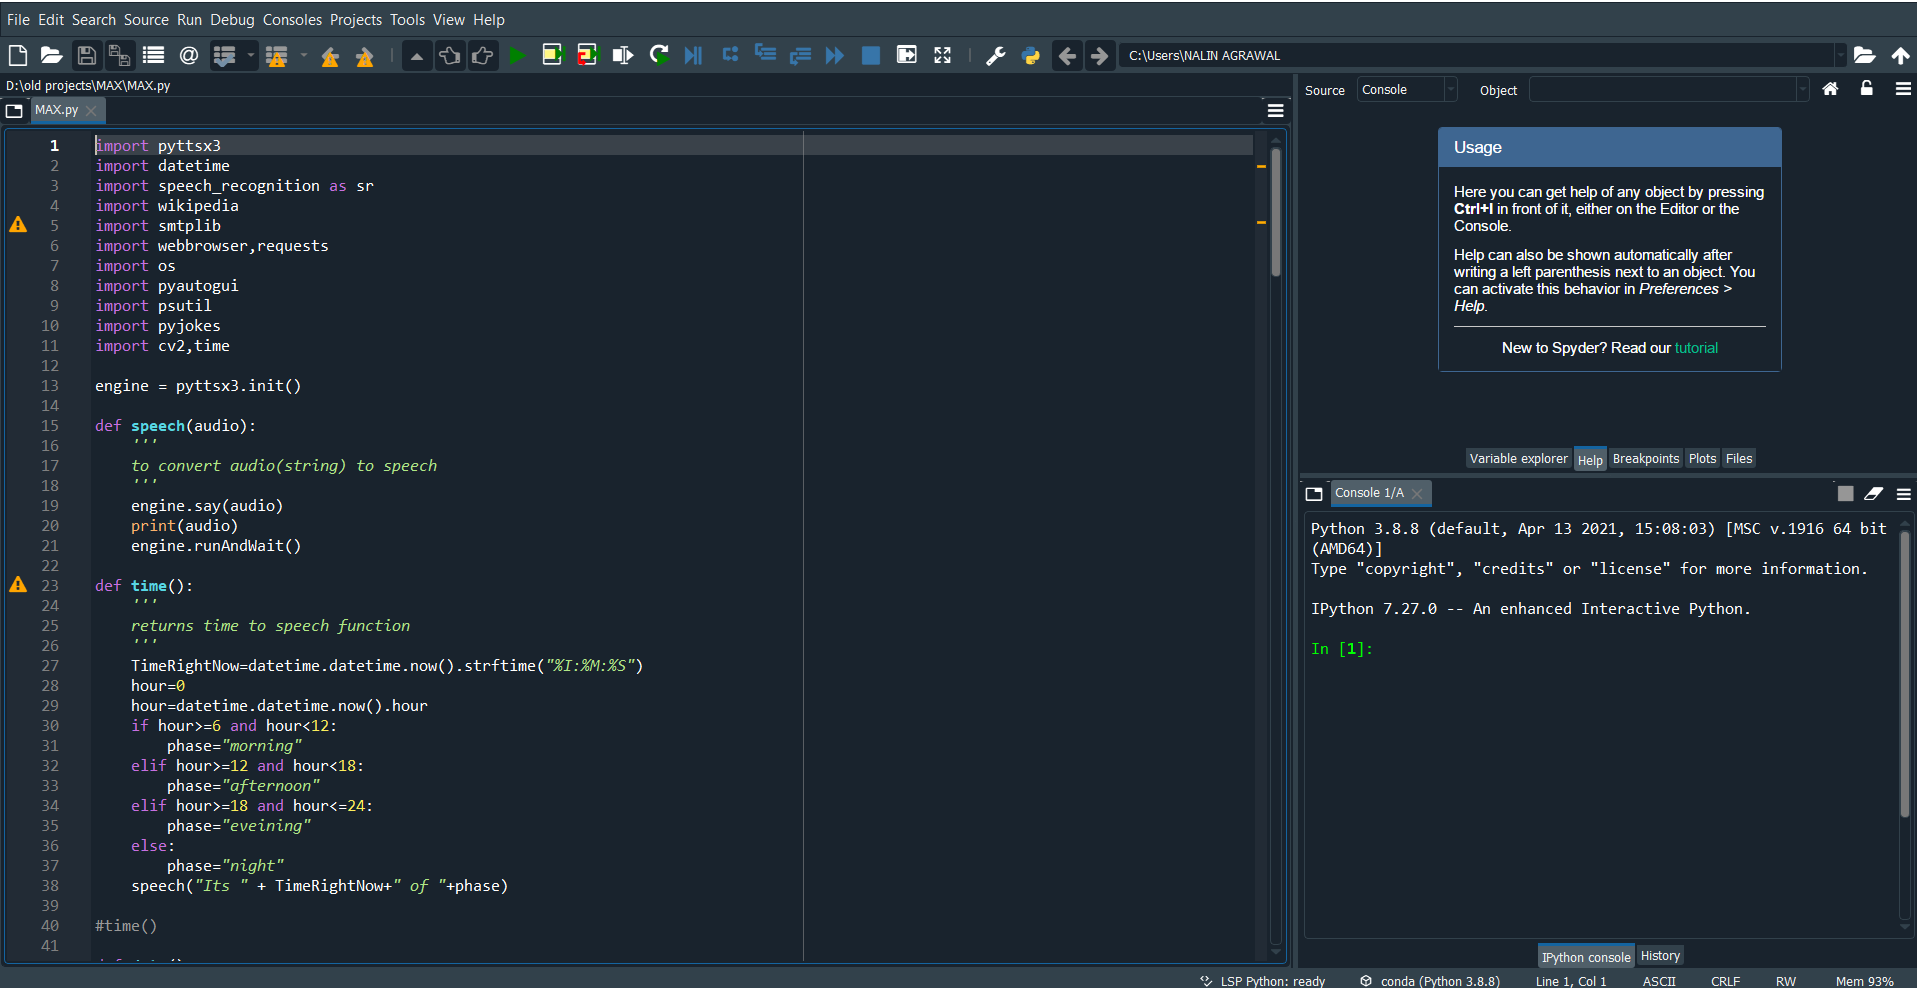 File Edit Search Source Run Debug Consoles Projects Tools View Help
C:\Users\NALIN AGRAWAL
D:\old projects\MAX\MAX.py
MAX.py
1 import pyttsx3
2 import datetime
3 import speech_recognition as sr
4 import wikipedia
5 import smtplib
6 import webbrowser,requests
7 import os
8 import pyautogui
9 import psutil
10 import pyjokes
11 import cv2,time
12
13 engine = pyttsx3.init()
14
15 def speech(audio):
16     '''
17     to convert audio(string) to speech
18     '''
19     engine.say(audio)
20     print(audio)
21     engine.runAndWait()
22
23 def time():
24     '''
25     returns time to speech function
26     '''
27     TimeRightNow=datetime.datetime.now().strftime("%I:%M:%S")
28     hour=0
29     hour=datetime.datetime.now().hour
30     if hour>=6 and hour<12:
31         phase="morning"
32     elif hour>=12 and hour<18:
33         phase="afternoon"
34     elif hour>=18 and hour<=24:
35         phase="eveining"
36     else:
37         phase="night"
38     speech("Its " + TimeRightNow+" of "+phase)
39
40 #time()
41
Source Console Object
Usage
Here you can get help of any object by pressing
Ctrl+I in front of it, either on the Editor or the
Console.
Help can also be shown automatically after
writing a left parenthesis next to an object. You
can activate this behavior in Preferences >
Help.
New to Spyder? Read our tutorial
Variable explorer Help Breakpoints Plots Files
Console 1/A
Python 3.8.8 (default, Apr 13 2021, 15:08:03) [MSC v.1916 64 bit
(AMD64)]
Type "copyright", "credits" or "license" for more information.
IPython 7.27.0 -- An enhanced Interactive Python.
In [1]:
IPython console History
LSP Python: ready conda (Python 3.8.8) Line 1, Col 1 ASCII CRLF RW Mem 93%